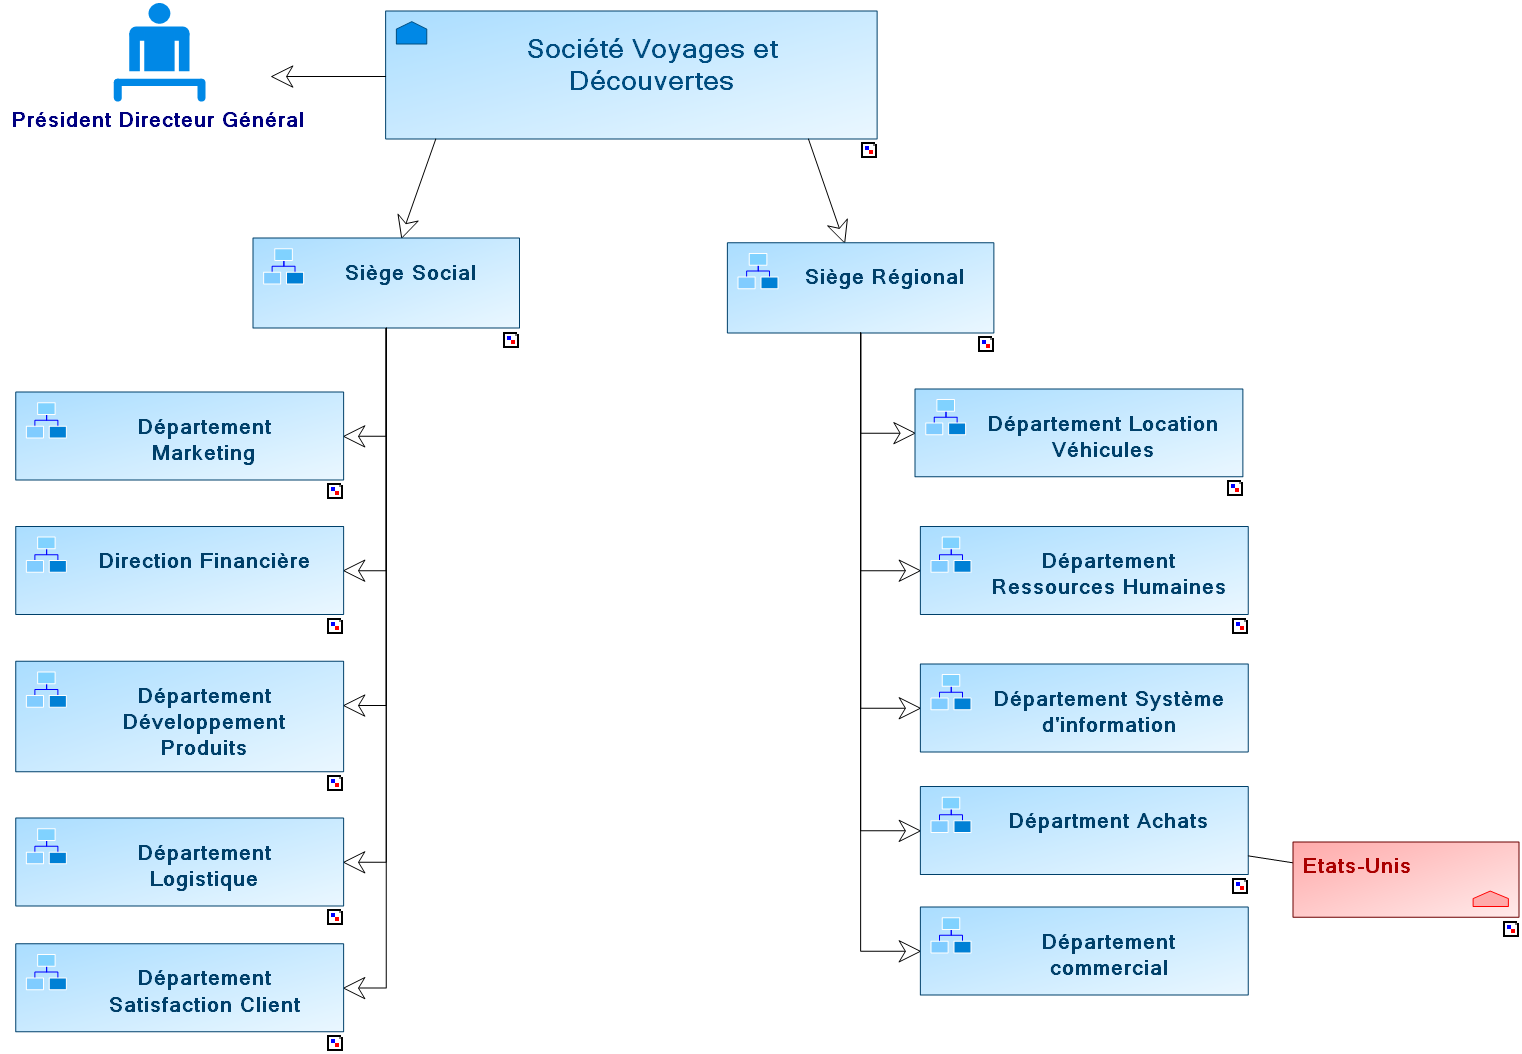 Société Voyages et
Découvertes
Président Directeur Général
Siège Social
Siège Régional
Département
Marketing
Direction Financière
Département
Développement
Produits
Département
Logistique
Département
Satisfaction Client
Département Location
Véhicules
Département
Ressources Humaines
Département Système
d'information
Départment Achats
Etats-Unis
Département
commercial